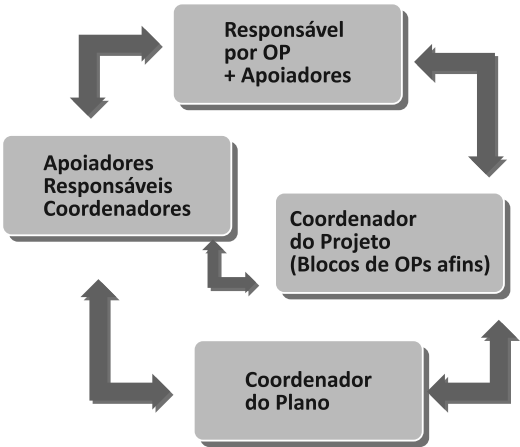 Responsável
por OP
+ Apoiadores
Apoiadores
Responsáveis
Coordenadores
Coordenador
do Projeto
(Blocos de OPs afins)
Coordenador
do Plano